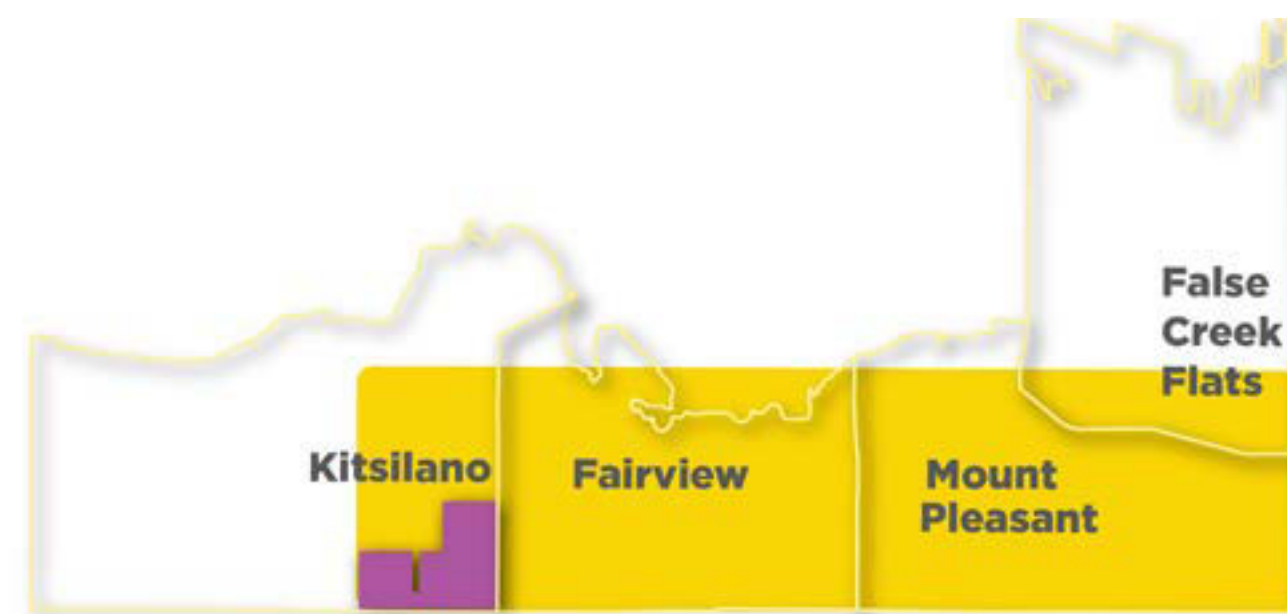 False
Creek
Flats
Kitsilano
Fairview
Mount
Pleasant